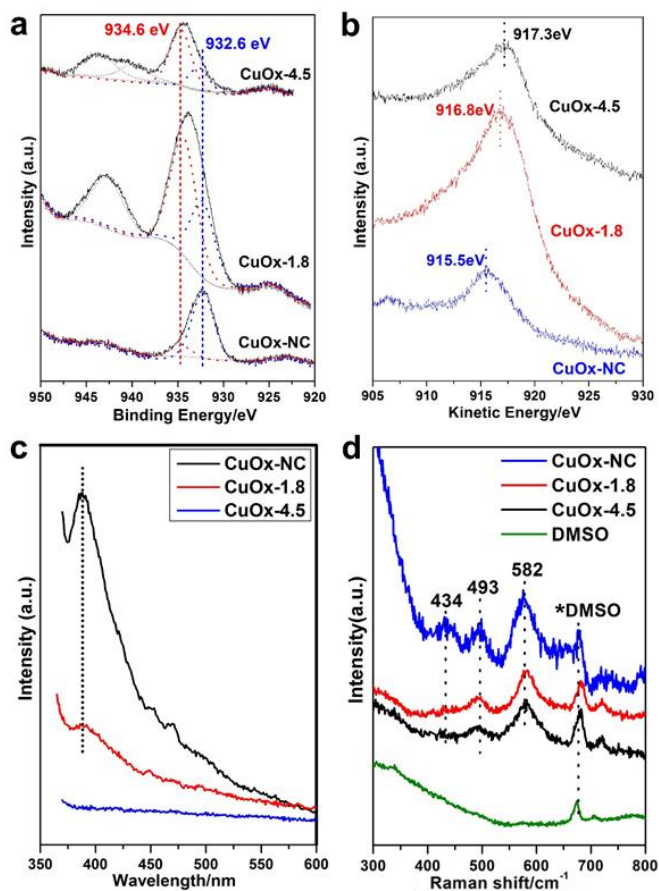 a
934.6 eV
932.6 eV
CuOx-4.5
CuOx-1.8
CuOx-NC
Intensity (a.u.)
950 945 940 935 930 925 920
Binding Energy/eV
b
917.3eV
CuOx-4.5
916.8eV
CuOx-1.8
915.5eV
CuOx-NC
Intensity (a.u.)
905 910 915 920 925 930
Kinetic Energy/eV
c
CuOx-NC
CuOx-1.8
CuOx-4.5
Intensity (a.u.)
350 400 450 500 550 600
Wavelength/nm
d
CuOx-NC
CuOx-1.8
CuOx-4.5
DMSO
434 493 582
*DMSO
Intensity(a.u.)
300 400 500 600 700 800
Raman shift/cm⁻¹